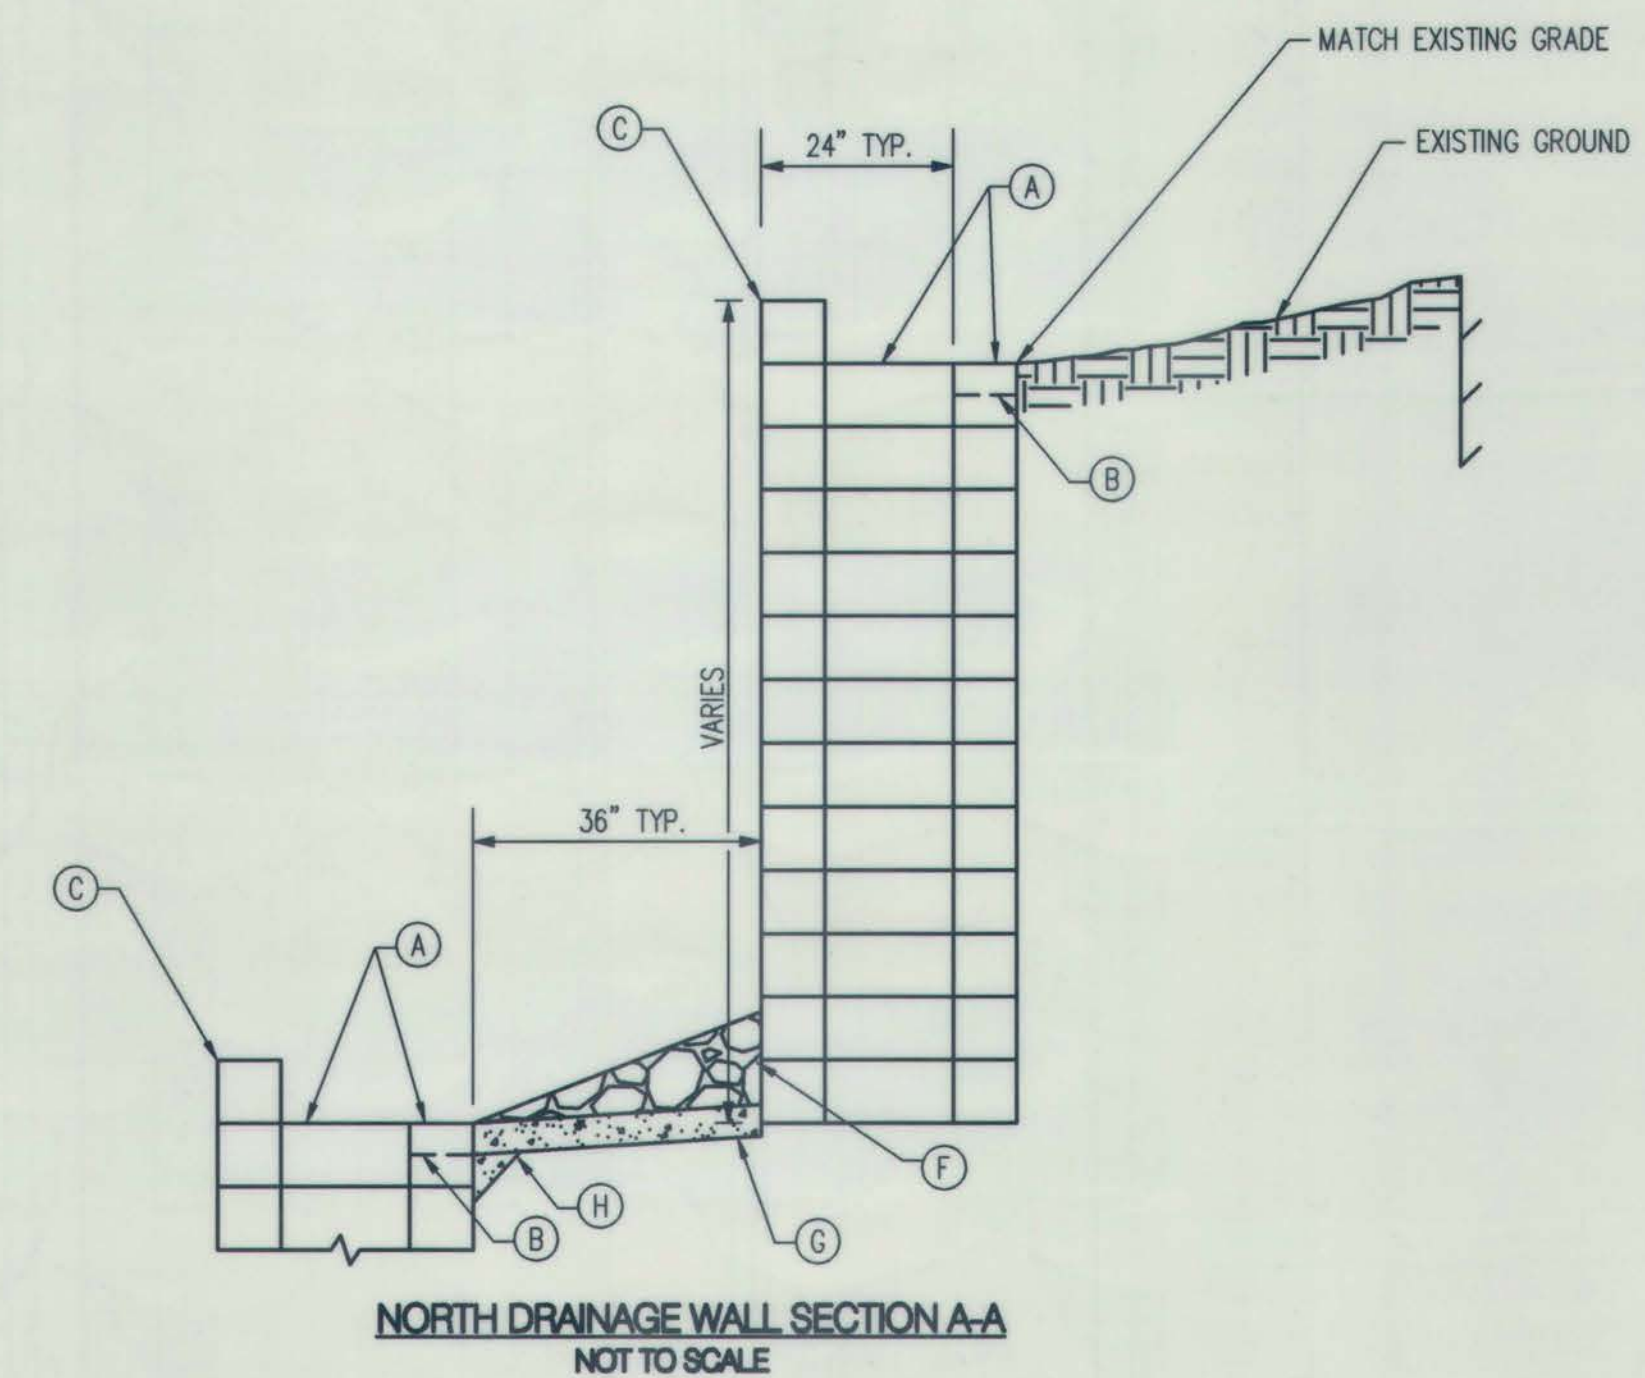 MATCH EXISTING GRADE
C
24" TYP.
EXISTING GROUND
A
B
VARIES
36" TYP.
C
A
F
H
B
G
NORTH DRAINAGE WALL SECTION A-A
NOT TO SCALE